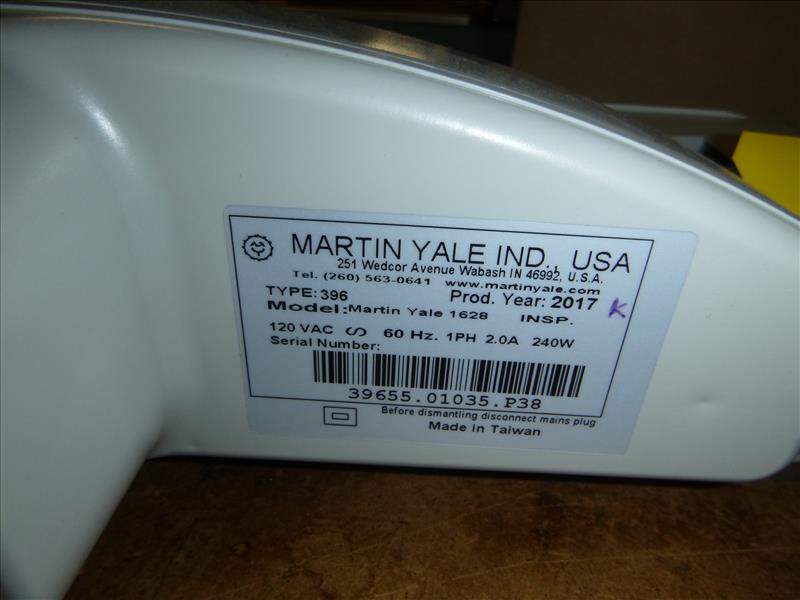 MARTIN YALE IND., USA
251 Wedcor Avenue Wabash IN 46992, U.S.A.
Tel. (260) 563-0641 www.martinyale.com
TYPE: 396 Prod. Year: 2017 K
Model: Martin Yale 1628 INSP.
120 VAC 60 Hz. 1PH 2.0A 240W
Serial Number:
39655.01035.P38
Before dismantling disconnect mains plug
Made in Taiwan